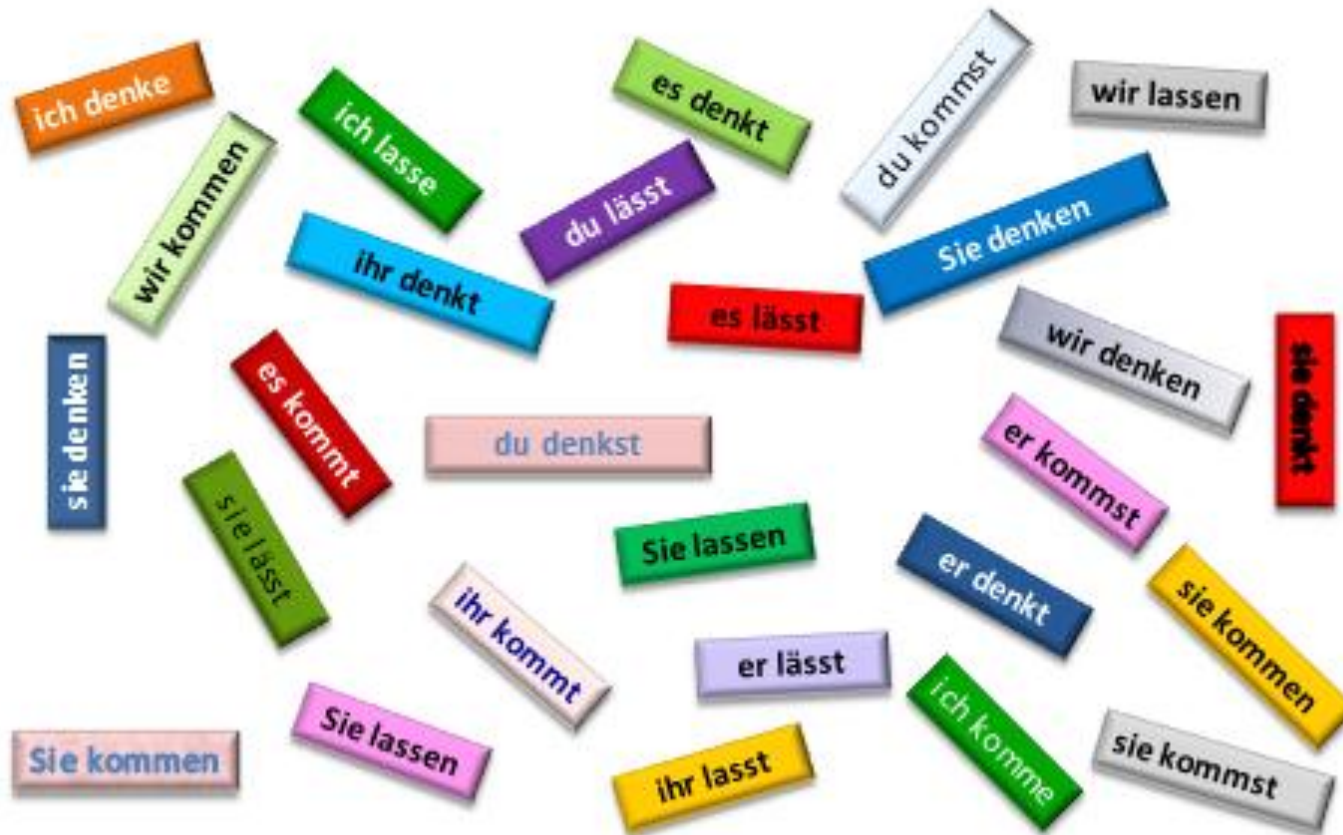 ich denke
ich lasse
es denkt
du kommst
wir lassen
wir kommen
du lässt
Sie denken
ihr denkt
es lässt
wir denken
sie denkt
sie denken
es kommt
du denkst
er kommst
sie lässt
Sie lassen
er denkt
sie kommen
ihr kommt
er lässt
ich komme
Sie kommen
Sie lassen
ihr lasst
sie kommst